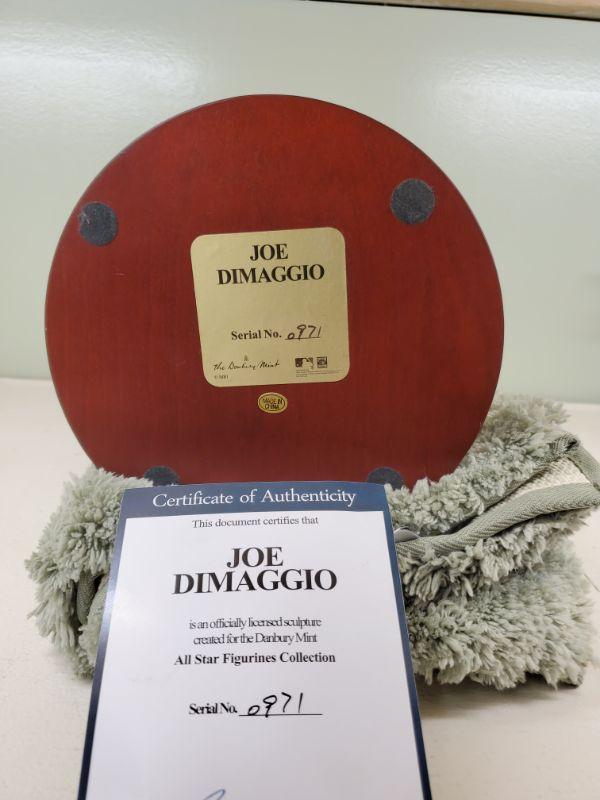 JOE
DIMAGGIO
Serial No. 0971
The Danbury Mint
MADE IN
CHINA
Certificate of Authenticity
This document certifies that
JOE
DIMAGGIO
is an officially licensed sculpture
created for the Danbury Mint
All Star Figurines Collection
Serial No. 0971